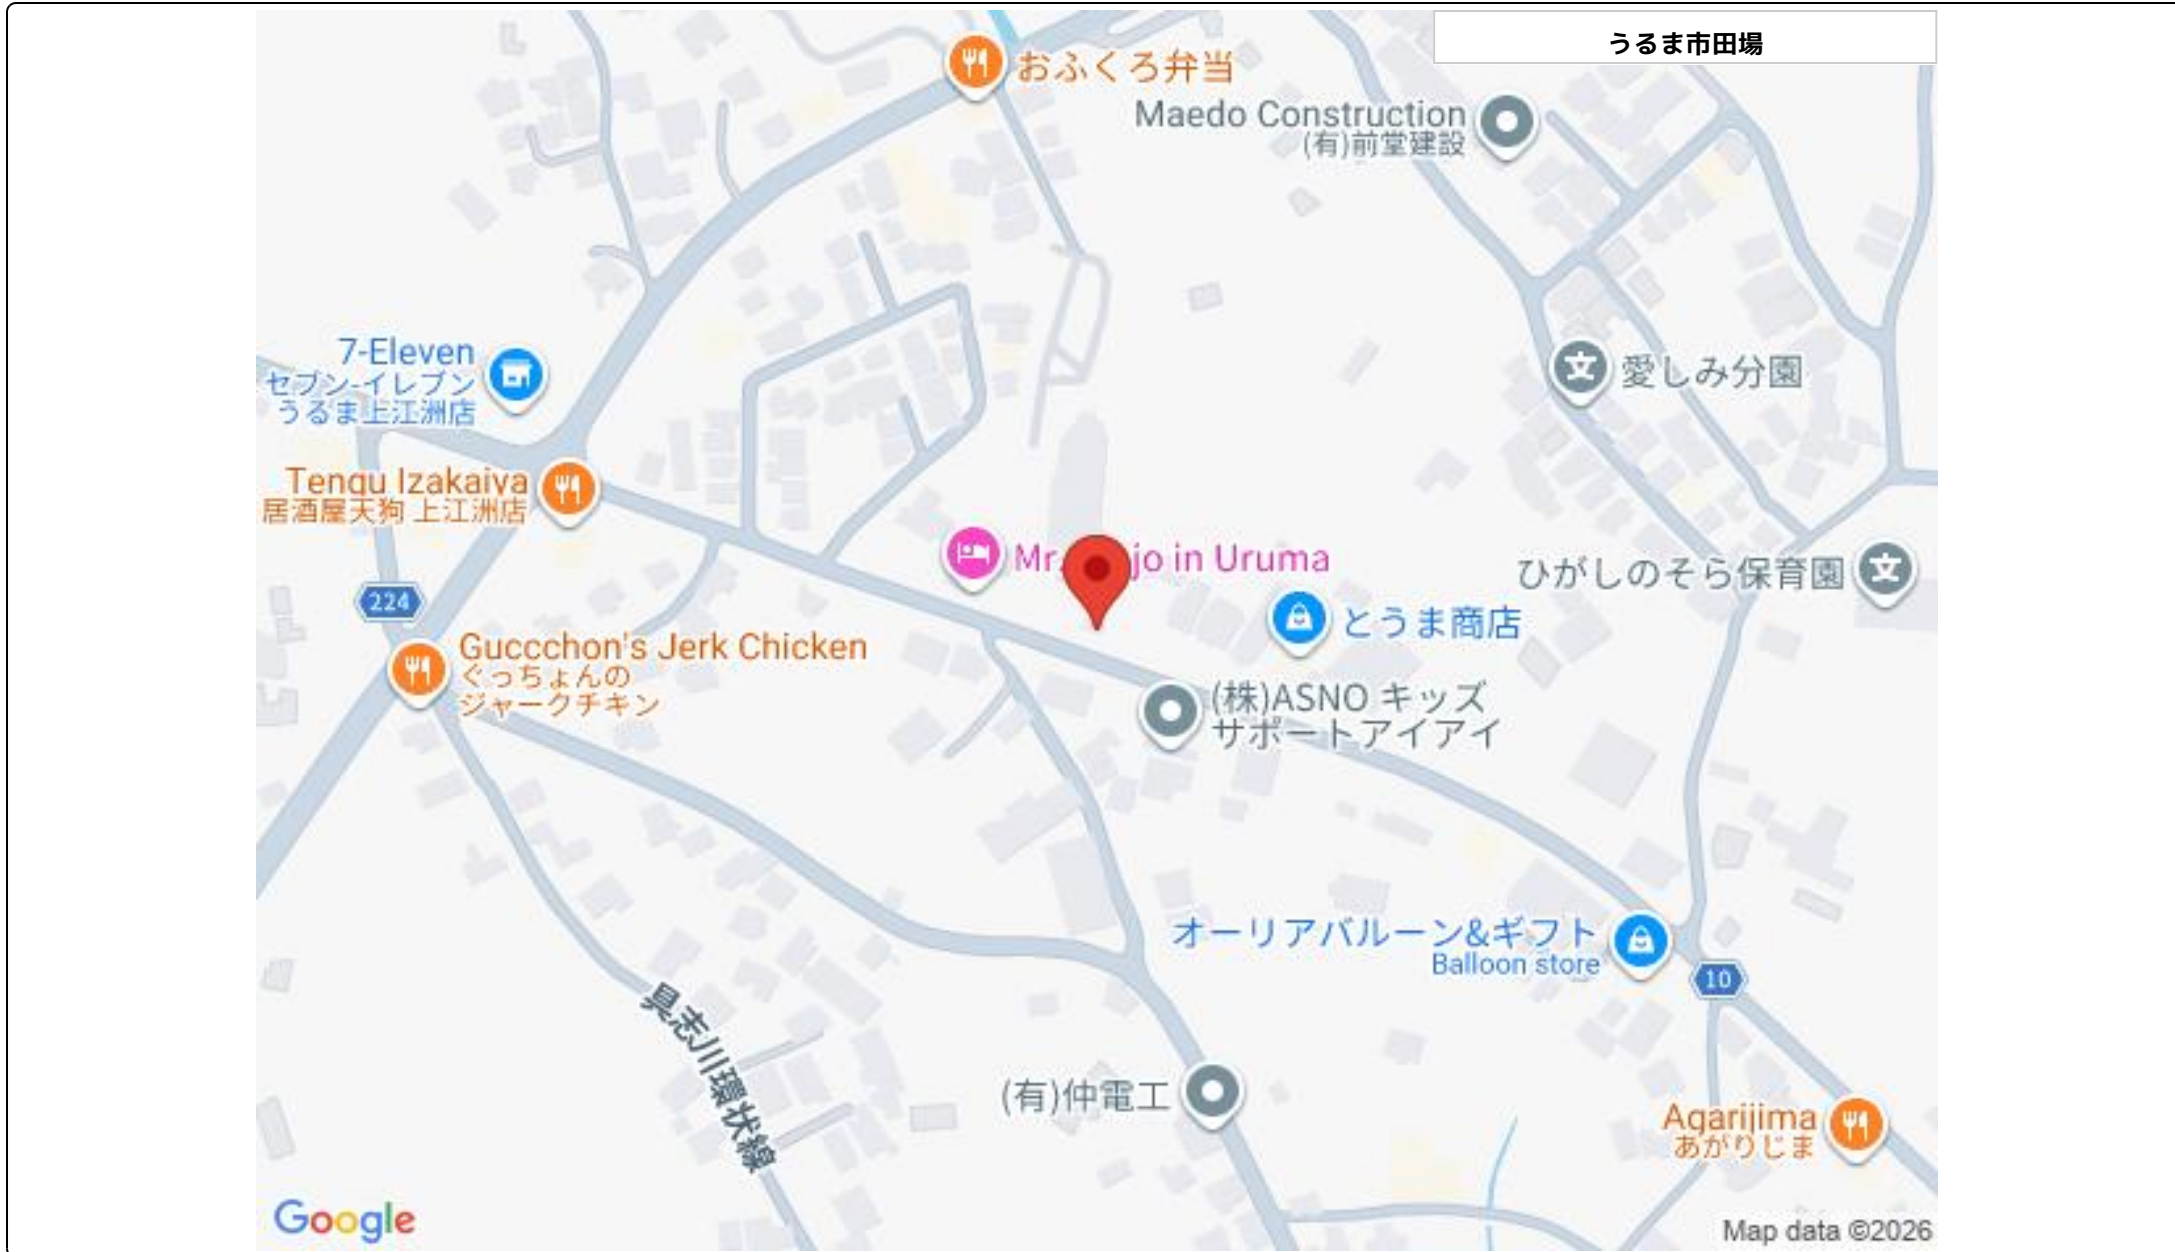 うるま市田場
おふくろ弁当
Maedo Construction
(有)前堂建設
7-Eleven
セブン-イレブン
うるま上江洲店
愛しみ分園
Tengu Izakaiya
居酒屋天狗 上江洲店
Mr. jo in Uruma
ひがしのそら保育園
224
とうま商店
Guccchon's Jerk Chicken
ぐっちょんの
ジャークチキン
(株)ASNO キッズ
サポートアイアイ
オーリアバルーン&ギフト
Balloon store
10
具志川環状線
(有)仲電工
Agarijima
あがりじま
Google
Map data ©2026